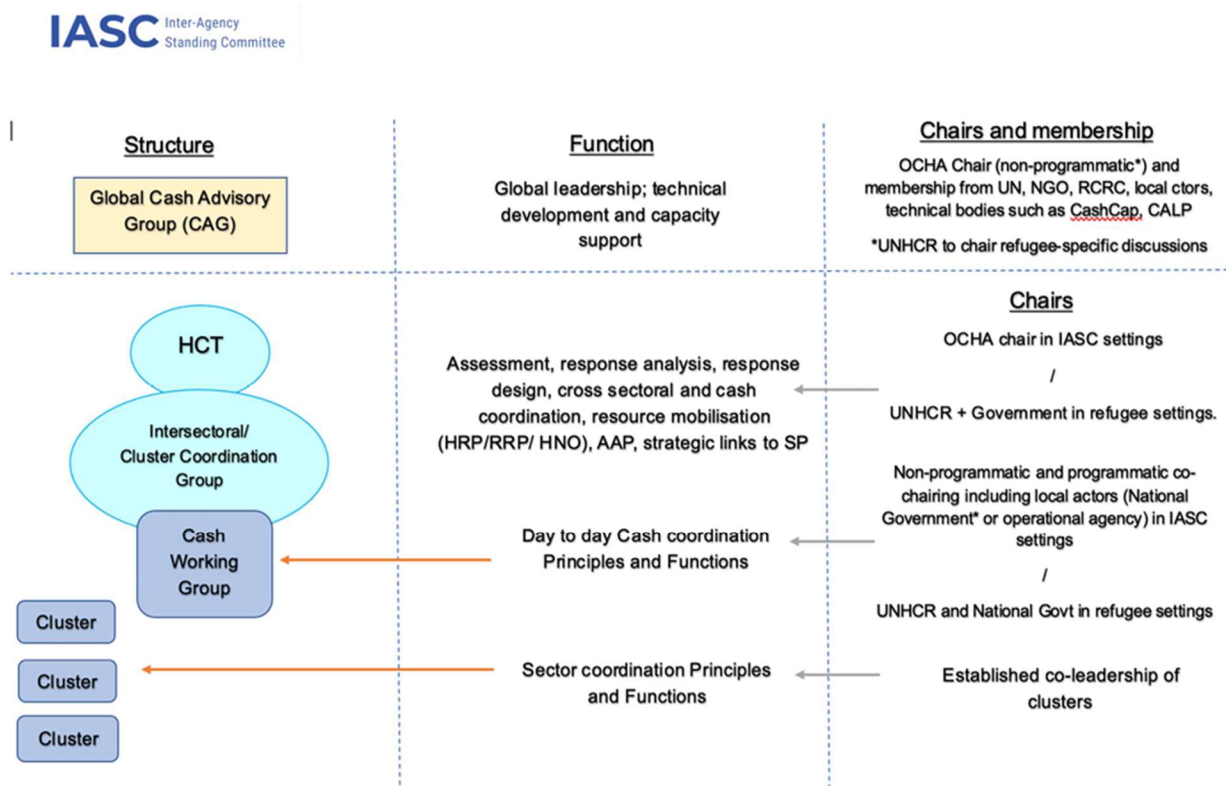 IASC Inter-Agency
Standing Committee
Structure
Function
Chairs and membership
Global Cash Advisory
Group (CAG)
Global leadership; technical
development and capacity
support
OCHA Chair (non-programmatic*) and
membership from UN, NGO, RCRC, local ctors,
technical bodies such as CashCap, CALP
*UNHCR to chair refugee-specific discussions
HCT
Intersectoral/
Cluster Coordination
Group
Cash
Working
Group
Cluster
Cluster
Cluster
Assessment, response analysis, response
design, cross sectoral and cash
coordination, resource mobilisation
(HRP/RRP/ HNO), AAP, strategic links to SP
Day to day Cash coordination
Principles and Functions
Sector coordination Principles
and Functions
Chairs
OCHA chair in IASC settings
/
UNHCR + Government in refugee settings.
Non-programmatic and programmatic co-
chairing including local actors (National
Government* or operational agency) in IASC
settings
/
UNHCR and National Govt in refugee settings
Established co-leadership of
clusters